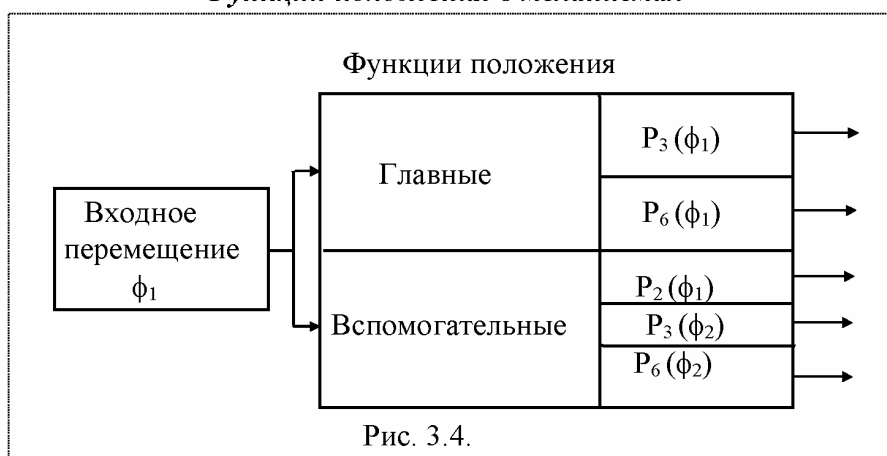 Функции положения
Главные
P₃ (ϕ₁)
P₆ (ϕ₁)
Входное
перемещение
ϕ₁
Вспомогательные
P₂ (ϕ₁)
P₃ (ϕ₂)
P₆ (ϕ₂)
Рис. 3.4.